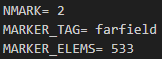 NMARK= 2
MARKER_TAG= farfield
MARKER_ELEMS= 533